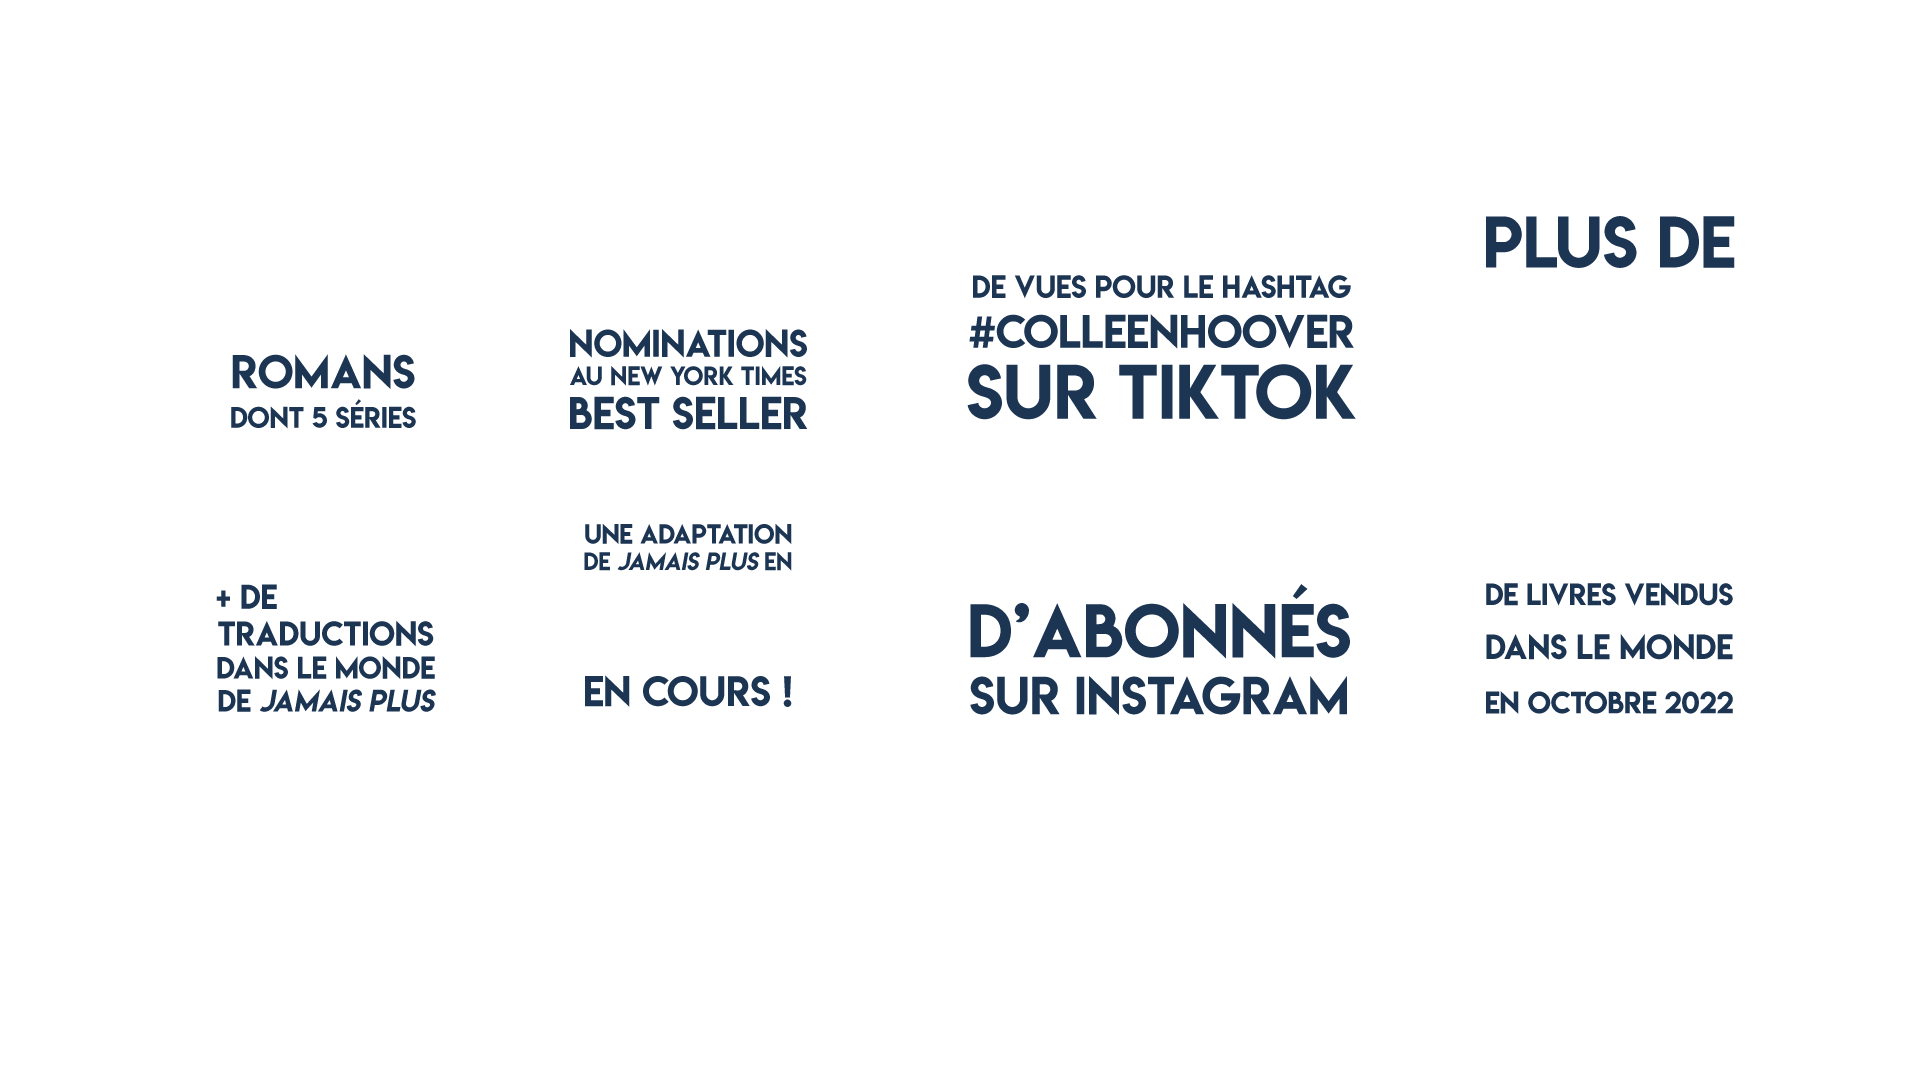 ROMANS
DONT 5 SÉRIES
NOMINATIONS
AU NEW YORK TIMES
BEST SELLER
DE VUES POUR LE HASHTAG
#COLLEENHOOVER
SUR TIKTOK
PLUS DE
+ DE
TRADUCTIONS
DANS LE MONDE
DE JAMAIS PLUS
UNE ADAPTATION
DE JAMAIS PLUS EN
EN COURS !
D’ABONNÉS
SUR INSTAGRAM
DE LIVRES VENDUS
DANS LE MONDE
EN OCTOBRE 2022